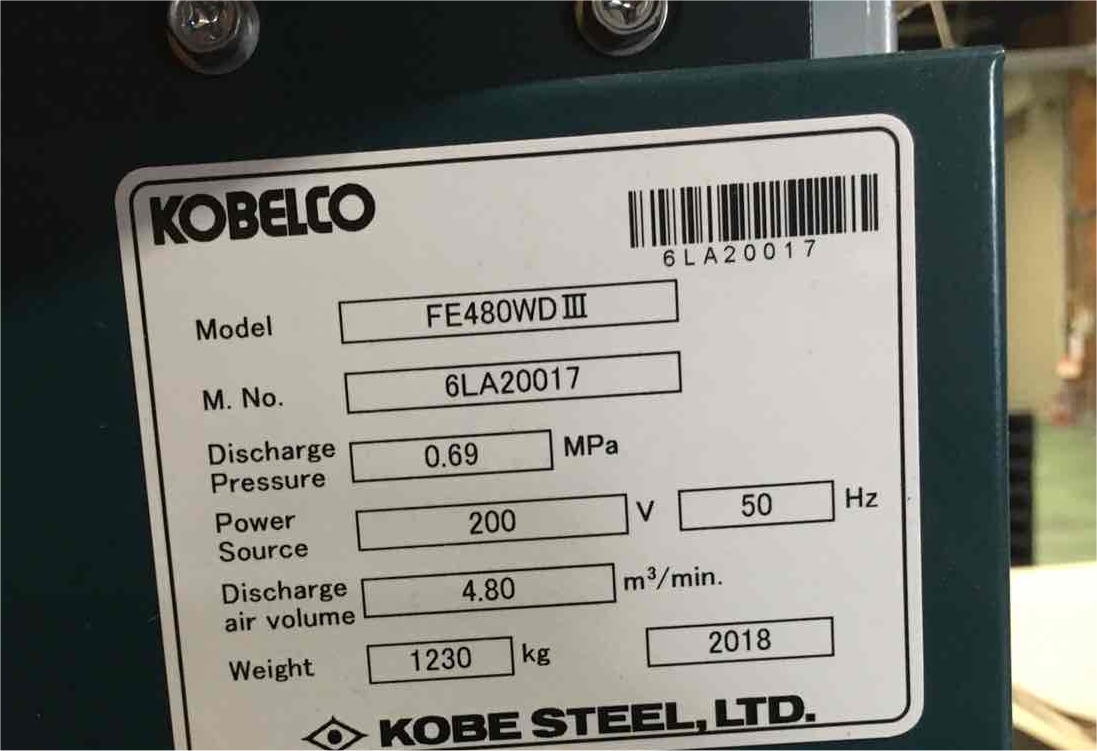 KOBELCO
6LA20017
Model FE480WDⅢ
M. No. 6LA20017
Discharge Pressure 0.69 MPa
Power Source 200 V 50 Hz
Discharge air volume 4.80 m³/min.
Weight 1230 kg 2018
KOBE STEEL, LTD.